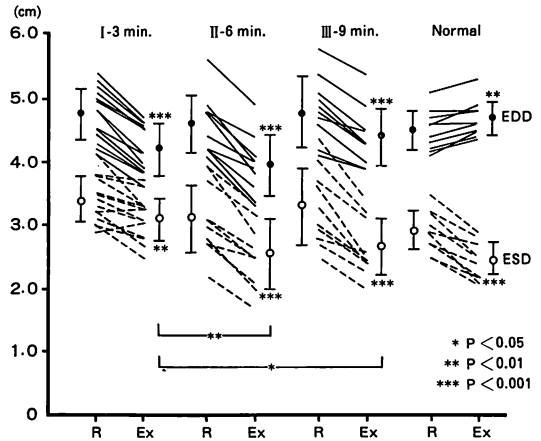 (cm)
I-3 min. II-6 min. III-9 min. Normal
6.0
5.0
4.0
3.0
2.0
1.0
0
*** *** *** **
EDD
** *** *** ***
ESD
**
*
* P < 0.05
** P < 0.01
*** P < 0.001
R Ex R Ex R Ex R Ex